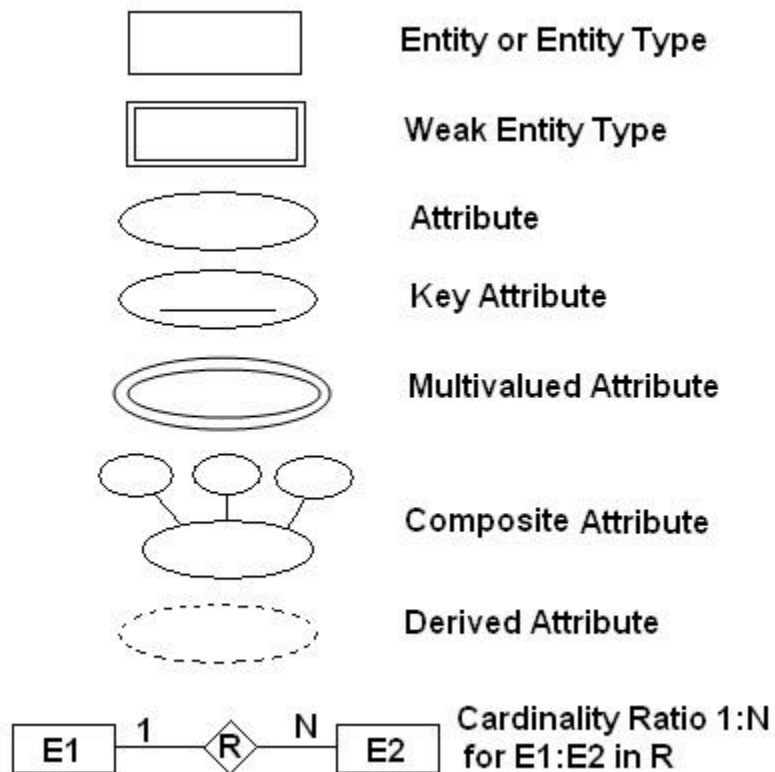 Entity or Entity Type
Weak Entity Type
Attribute
Key Attribute
Multivalued Attribute
Composite Attribute
Derived Attribute
E1 1 R N E2 Cardinality Ratio 1:N
for E1:E2 in R